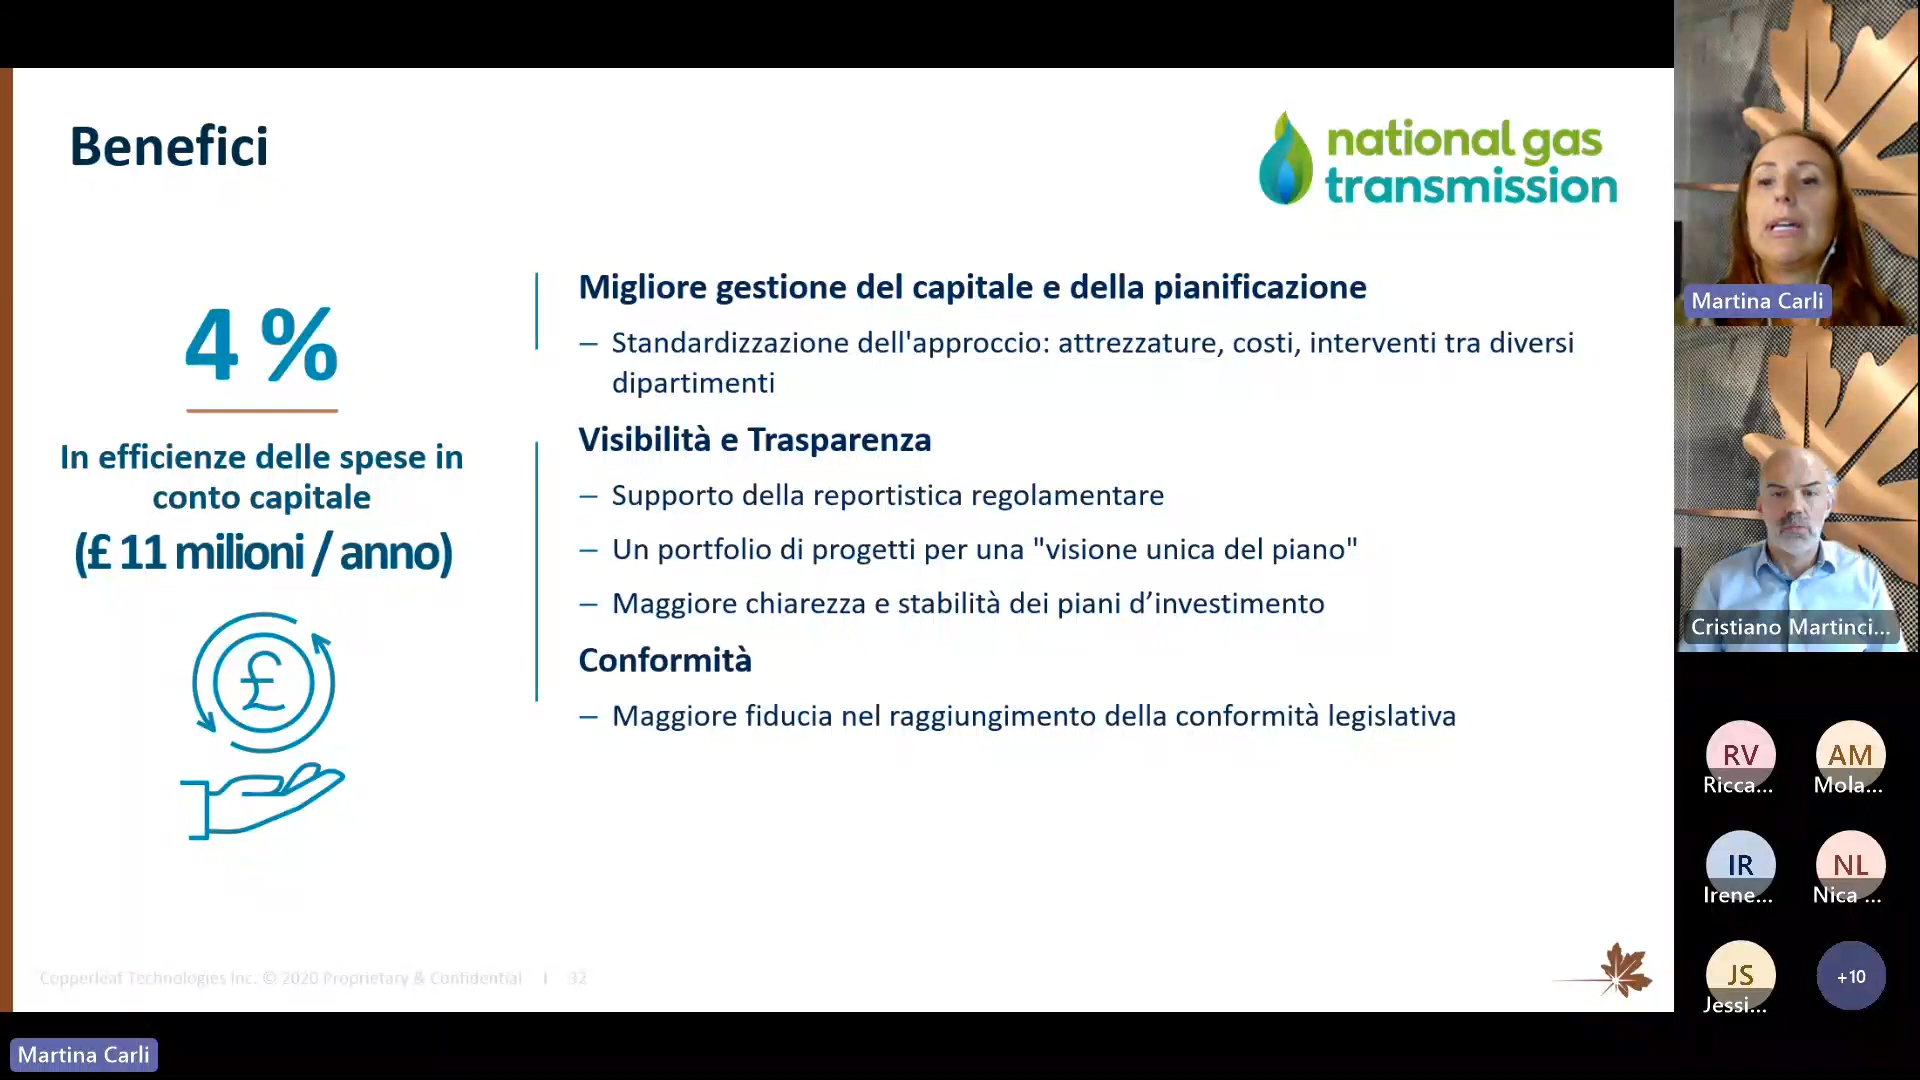 Benefici
national gas
transmission
4 %
In efficienze delle spese in
conto capitale
(£ 11 milioni / anno)
£
Migliore gestione del capitale e della pianificazione
– Standardizzazione dell'approccio: attrezzature, costi, interventi tra diversi
dipartimenti
Visibilità e Trasparenza
– Supporto della reportistica regolamentare
– Un portfolio di progetti per una "visione unica del piano"
– Maggiore chiarezza e stabilità dei piani d’investimento
Conformità
– Maggiore fiducia nel raggiungimento della conformità legislativa
Copperleaf Technologies Inc. © 2020 Proprietary & Confidential | 32
Martina Carli
Martina Carli
Cristiano Martinci...
RV
Ricca...
AM
Mola...
IR
Irene...
NL
Nica ...
JS
Jessi...
+10